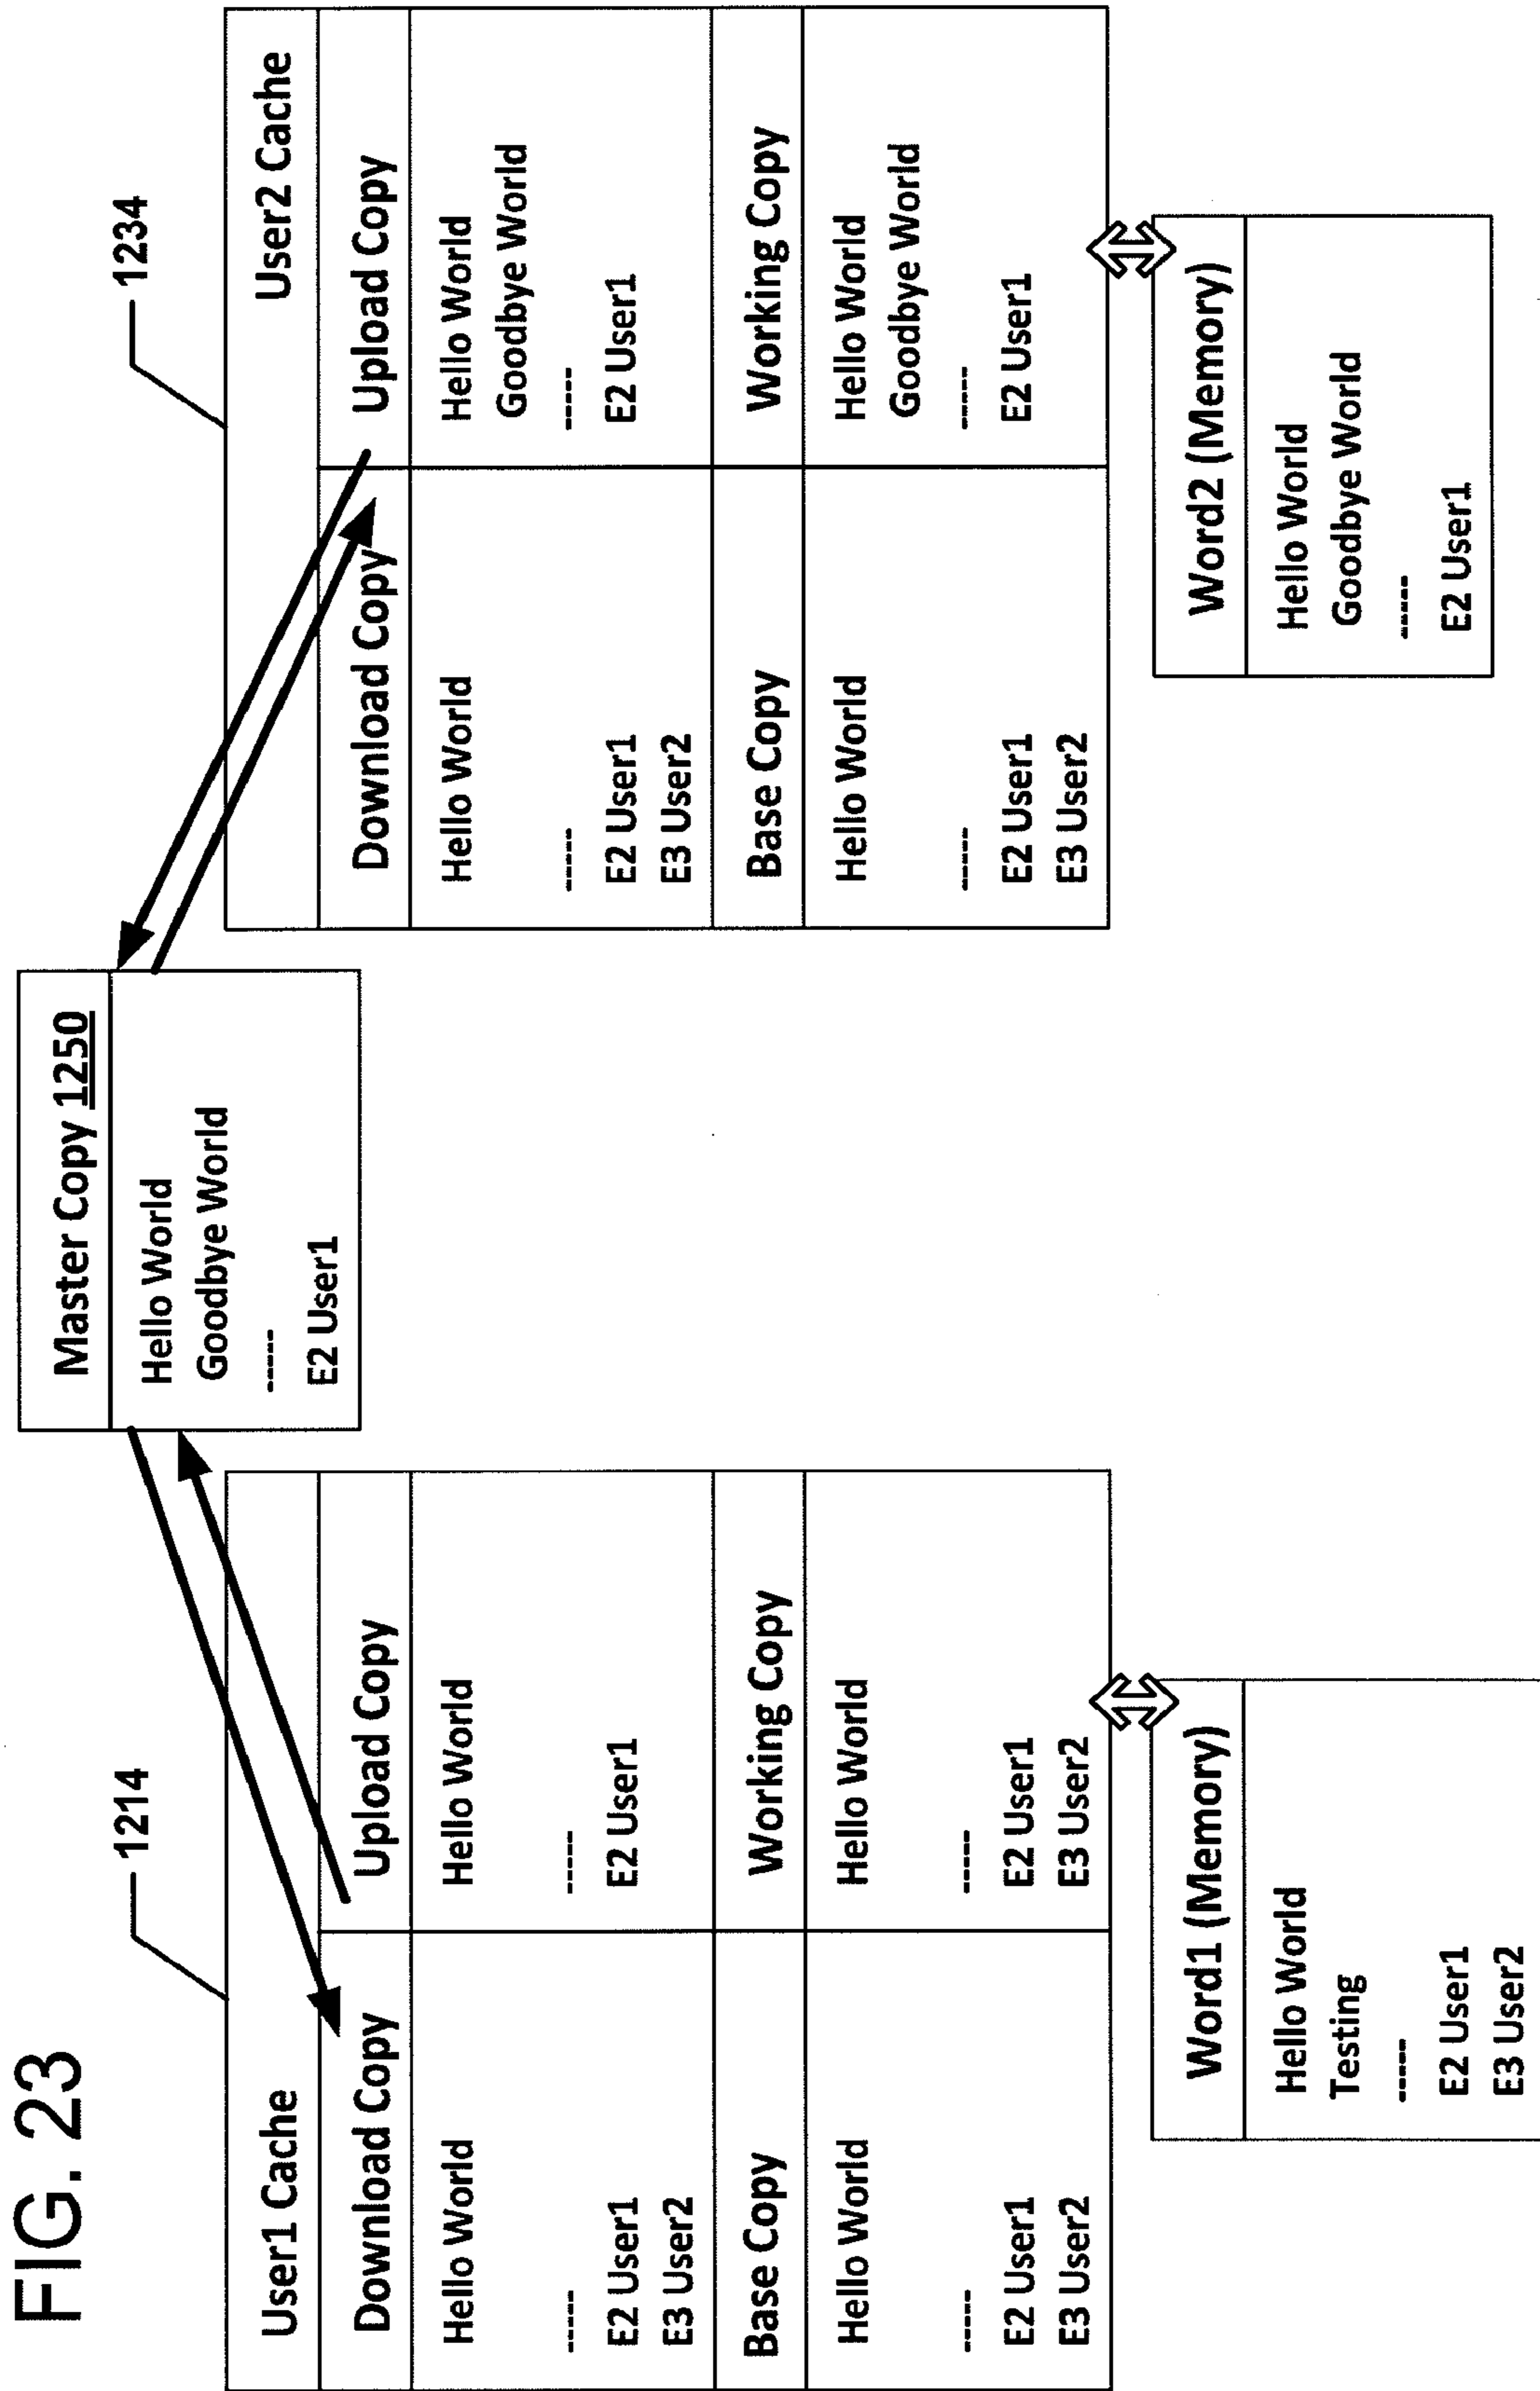 FIG. 23
Master Copy 1250
Hello World
Goodbye World
-----
E2 User1
1214
User1 Cache
Download Copy
Hello World
-----
E2 User1
E3 User2
Upload Copy
Hello World
-----
E2 User1
Base Copy
Hello World
-----
E2 User1
E3 User2
Working Copy
Hello World
-----
E2 User1
E3 User2
Word1 (Memory)
Hello World
Testing
-----
E2 User1
E3 User2
1234
User2 Cache
Download Copy
Hello World
-----
E2 User1
E3 User2
Upload Copy
Hello World
Goodbye World
-----
E2 User1
Base Copy
Hello World
-----
E2 User1
E3 User2
Working Copy
Hello World
Goodbye World
-----
E2 User1
Word2 (Memory)
Hello World
Goodbye World
-----
E2 User1